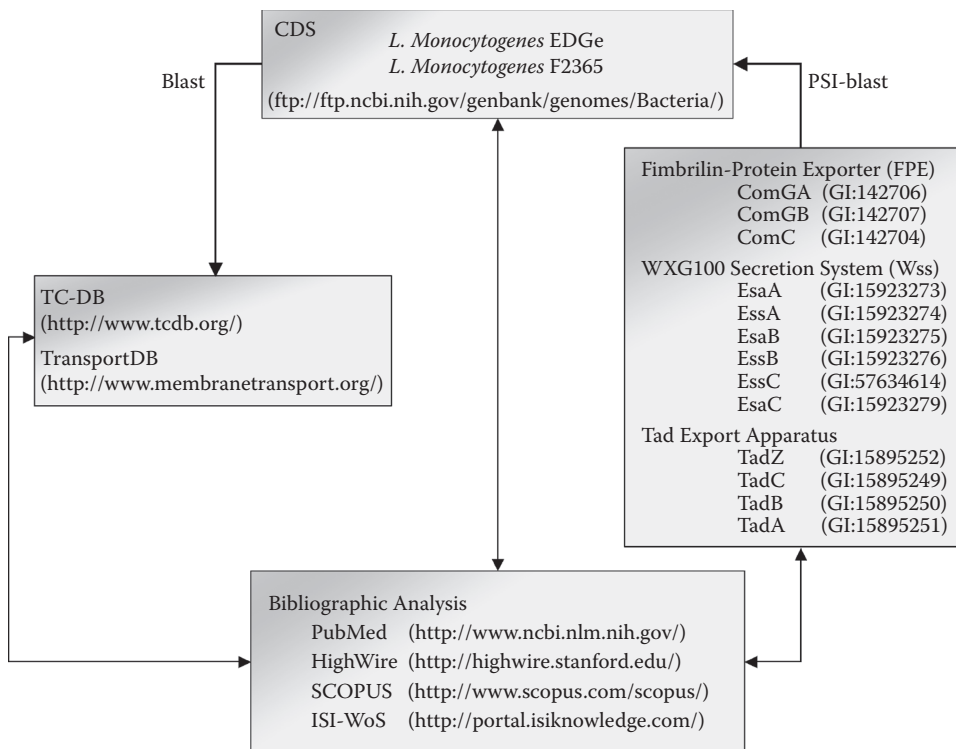 CDS
L. Monocytogenes EDGe
L. Monocytogenes F2365
(ftp://ftp.ncbi.nih.gov/genbank/genomes/Bacteria/)
Blast
PSI-blast
Fimbrilin-Protein Exporter (FPE)
ComGA (GI:142706)
ComGB (GI:142707)
ComC (GI:142704)
WXG100 Secretion System (Wss)
EsaA (GI:15923273)
EssA (GI:15923274)
EsaB (GI:15923275)
EssB (GI:15923276)
EssC (GI:57634614)
EsaC (GI:15923279)
Tad Export Apparatus
TadZ (GI:15895252)
TadC (GI:15895249)
TadB (GI:15895250)
TadA (GI:15895251)
TC-DB
(http://www.tcdb.org/)
TransportDB
(http://www.membranetransport.org/)
Bibliographic Analysis
PubMed (http://www.ncbi.nlm.nih.gov/)
HighWire (http://highwire.stanford.edu/)
SCOPUS (http://www.scopus.com/scopus/)
ISI-WoS (http://portal.isiknowledge.com/)